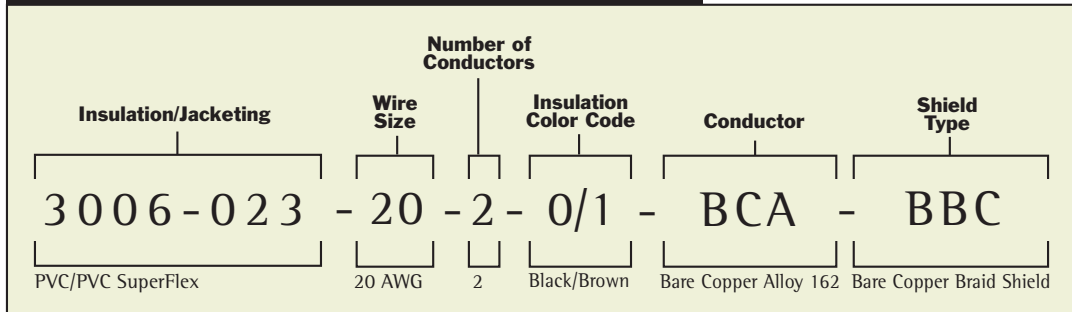 Number of
Conductors
Insulation/Jacketing
Wire
Size
Insulation
Color Code
Conductor
Shield
Type
3006-023 - 20 - 2 - 0/1 - BCA - BBC
PVC/PVC SuperFlex 20 AWG 2 Black/Brown Bare Copper Alloy 162 Bare Copper Braid Shield